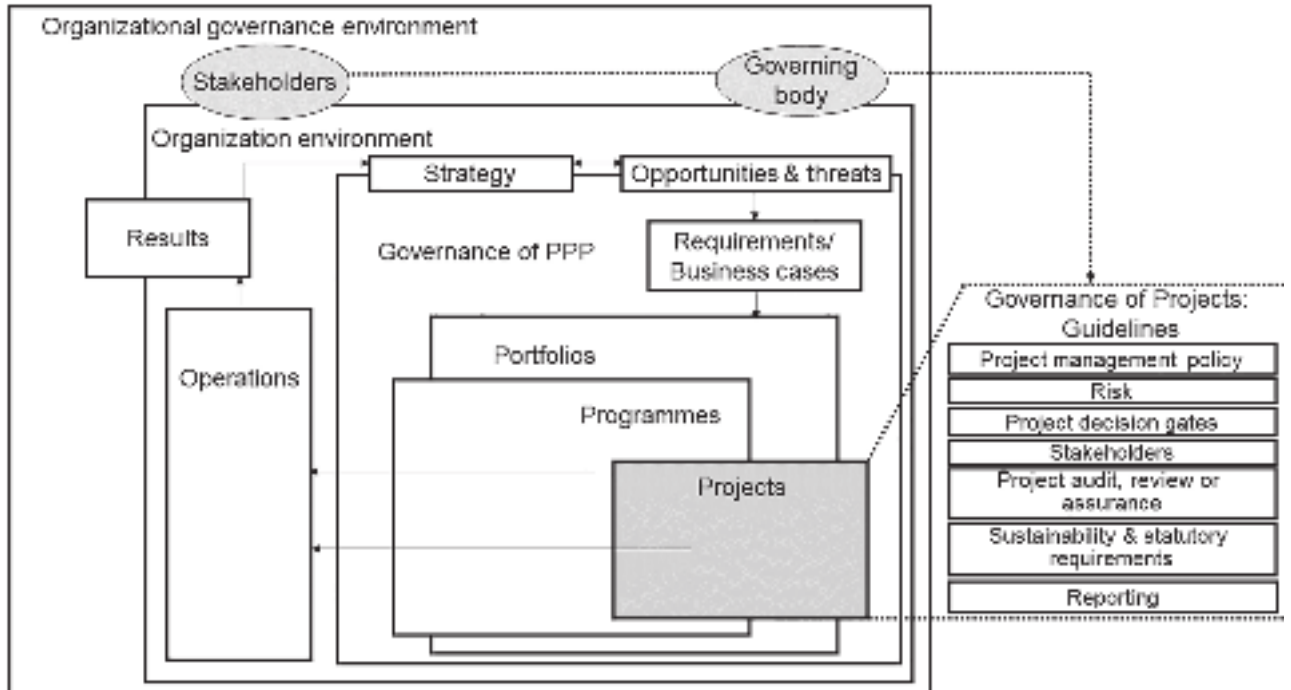 Organizational governance environment
Stakeholders
Governing
body
Organization environment
Strategy
Opportunities & threats
Results
Governance of PPP
Requirements/
Business cases
Operations
Portfolios
Programmes
Projects
Governance of Projects:
Guidelines
Project management policy
Risk
Project decision gates
Stakeholders
Project audit, review or
assurance
Sustainability & statutory
requirements
Reporting